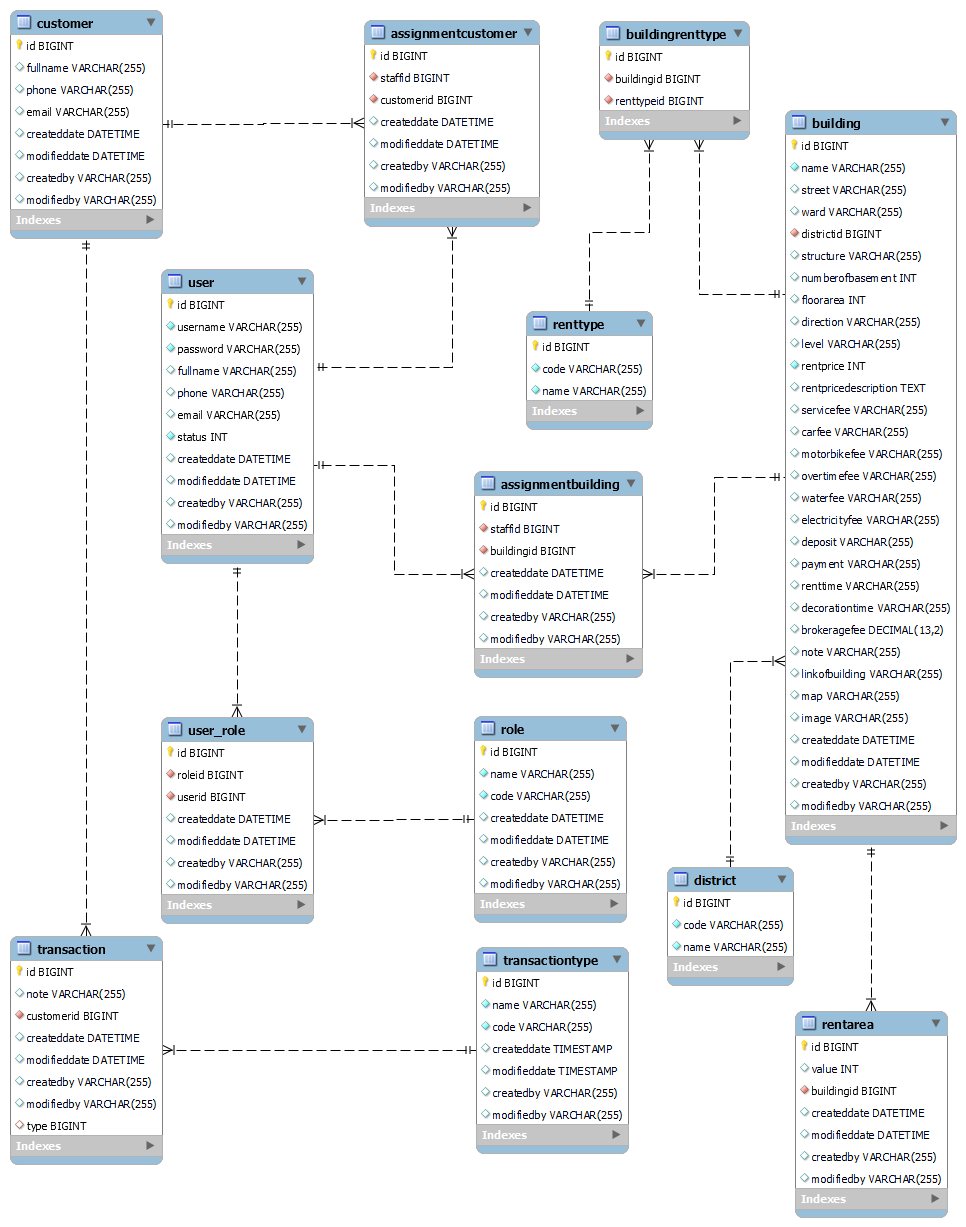 customer
id BIGINT
fullname VARCHAR(255)
phone VARCHAR(255)
email VARCHAR(255)
createddate DATETIME
modifieddate DATETIME
createdby VARCHAR(255)
modifiedby VARCHAR(255)
Indexes
assignmentcustomer
id BIGINT
staffid BIGINT
customerid BIGINT
createddate DATETIME
modifieddate DATETIME
createdby VARCHAR(255)
modifiedby VARCHAR(255)
Indexes
buildingrenttype
id BIGINT
buildingid BIGINT
renttypeid BIGINT
Indexes
building
id BIGINT
name VARCHAR(255)
street VARCHAR(255)
ward VARCHAR(255)
districtid BIGINT
structure VARCHAR(255)
numberofbasement INT
floorarea INT
direction VARCHAR(255)
level VARCHAR(255)
rentprice INT
rentpricedescription TEXT
servicefee VARCHAR(255)
carfee VARCHAR(255)
motorbikefee VARCHAR(255)
overtimefee VARCHAR(255)
waterfee VARCHAR(255)
electricityfee VARCHAR(255)
deposit VARCHAR(255)
payment VARCHAR(255)
renttime VARCHAR(255)
decorationtime VARCHAR(255)
brokeragefee DECIMAL(13,2)
note VARCHAR(255)
linkofbuilding VARCHAR(255)
map VARCHAR(255)
image VARCHAR(255)
createddate DATETIME
modifieddate DATETIME
createdby VARCHAR(255)
modifiedby VARCHAR(255)
Indexes
user
id BIGINT
username VARCHAR(255)
password VARCHAR(255)
fullname VARCHAR(255)
phone VARCHAR(255)
email VARCHAR(255)
status INT
createddate DATETIME
modifieddate DATETIME
createdby VARCHAR(255)
modifiedby VARCHAR(255)
Indexes
renttype
id BIGINT
code VARCHAR(255)
name VARCHAR(255)
Indexes
assignmentbuilding
id BIGINT
staffid BIGINT
buildingid BIGINT
createddate DATETIME
modifieddate DATETIME
createdby VARCHAR(255)
modifiedby VARCHAR(255)
Indexes
user_role
id BIGINT
roleid BIGINT
userid BIGINT
createddate DATETIME
modifieddate DATETIME
createdby VARCHAR(255)
modifiedby VARCHAR(255)
Indexes
role
id BIGINT
name VARCHAR(255)
code VARCHAR(255)
createddate DATETIME
modifieddate DATETIME
createdby VARCHAR(255)
modifiedby VARCHAR(255)
Indexes
district
id BIGINT
code VARCHAR(255)
name VARCHAR(255)
Indexes
transaction
id BIGINT
note VARCHAR(255)
customerid BIGINT
createddate DATETIME
modifieddate DATETIME
createdby VARCHAR(255)
modifiedby VARCHAR(255)
type BIGINT
Indexes
transactiontype
id BIGINT
name VARCHAR(255)
code VARCHAR(255)
createddate TIMESTAMP
modifieddate TIMESTAMP
createdby VARCHAR(255)
modifiedby VARCHAR(255)
Indexes
rentarea
id BIGINT
value INT
buildingid BIGINT
createddate DATETIME
modifieddate DATETIME
createdby VARCHAR(255)
modifiedby VARCHAR(255)
Indexes